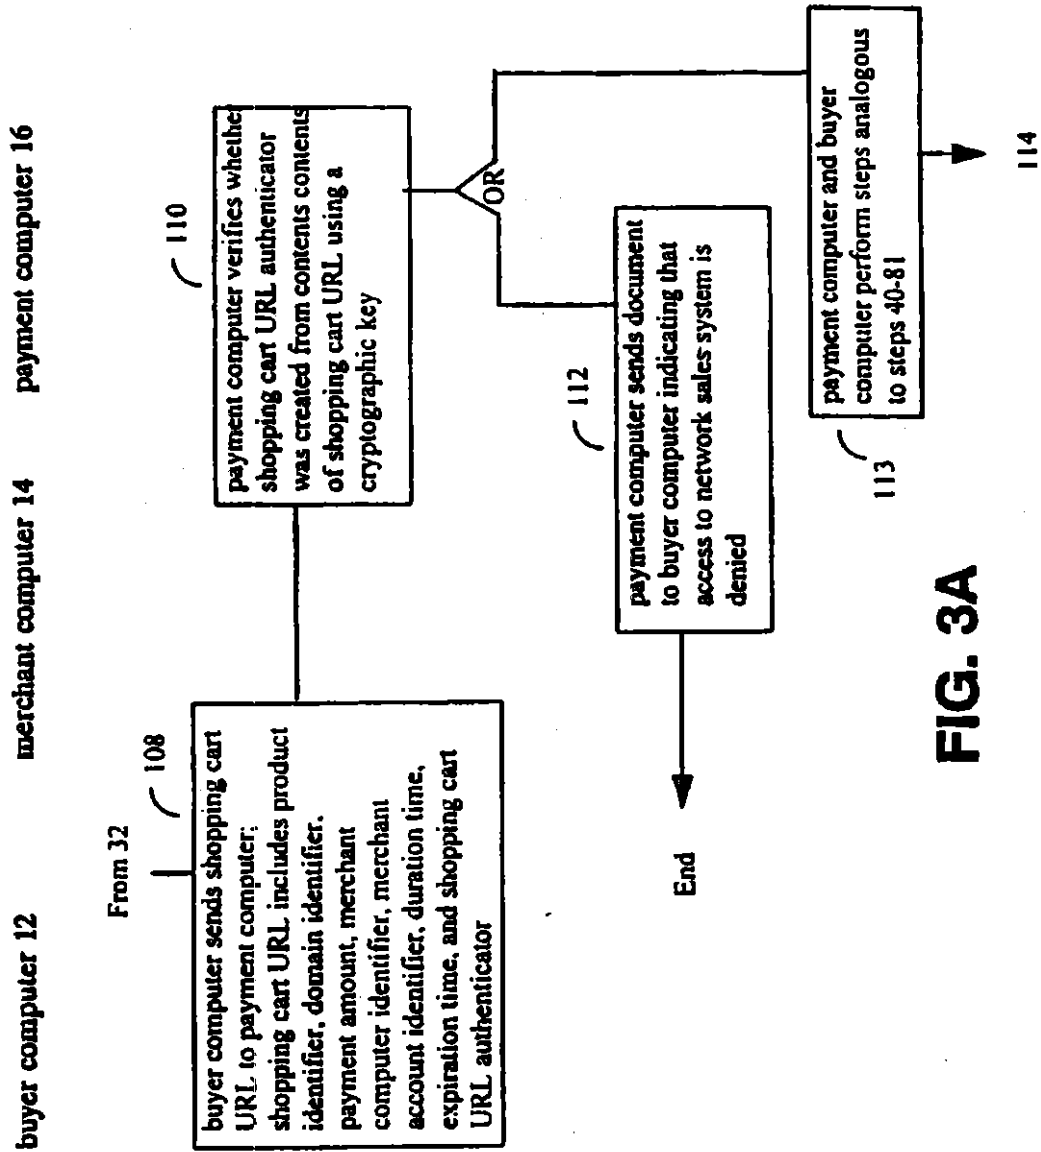 buyer computer 12
merchant computer 14
payment computer 16
From 32
108
buyer computer sends shopping cart
URL to payment computer;
shopping cart URL includes product
identifier, domain identifier,
payment amount, merchant
computer identifier, merchant
account identifier, duration time,
expiration time, and shopping cart
URL authenticator
110
payment computer verifies whether
shopping cart URL authenticator
was created from contents contents
of shopping cart URL using a
cryptographic key
OR
112
payment computer sends document
to buyer computer indicating that
access to network sales system is
denied
End
113
payment computer and buyer
computer perform steps analogous
to steps 40-81
114
FIG. 3A